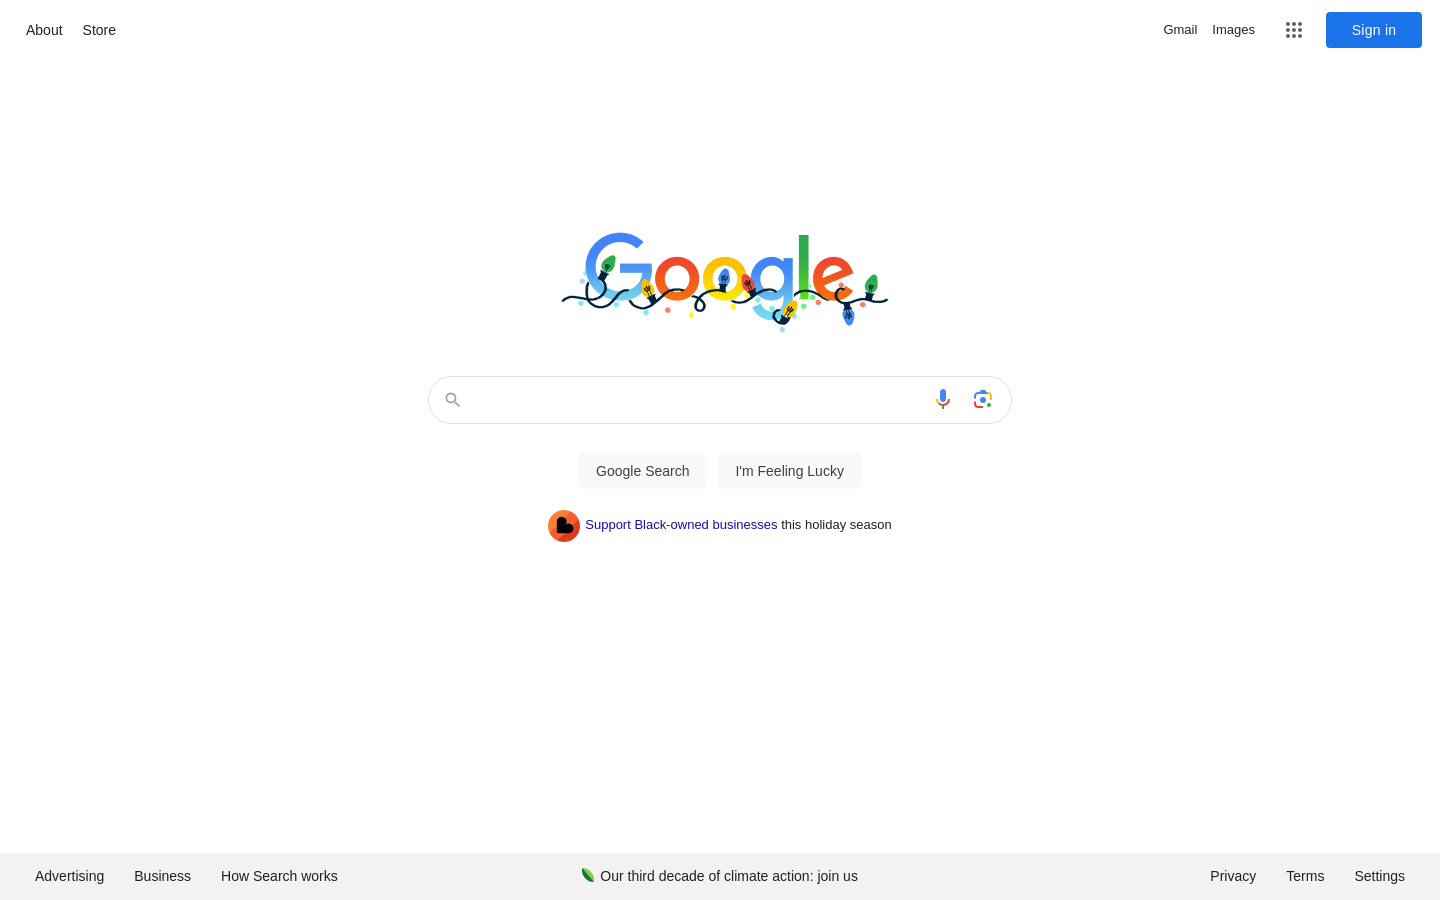 About Store Gmail Images Sign in
Google
Google Search I'm Feeling Lucky
Support Black-owned businesses this holiday season
Advertising Business How Search works Our third decade of climate action: join us Privacy Terms Settings